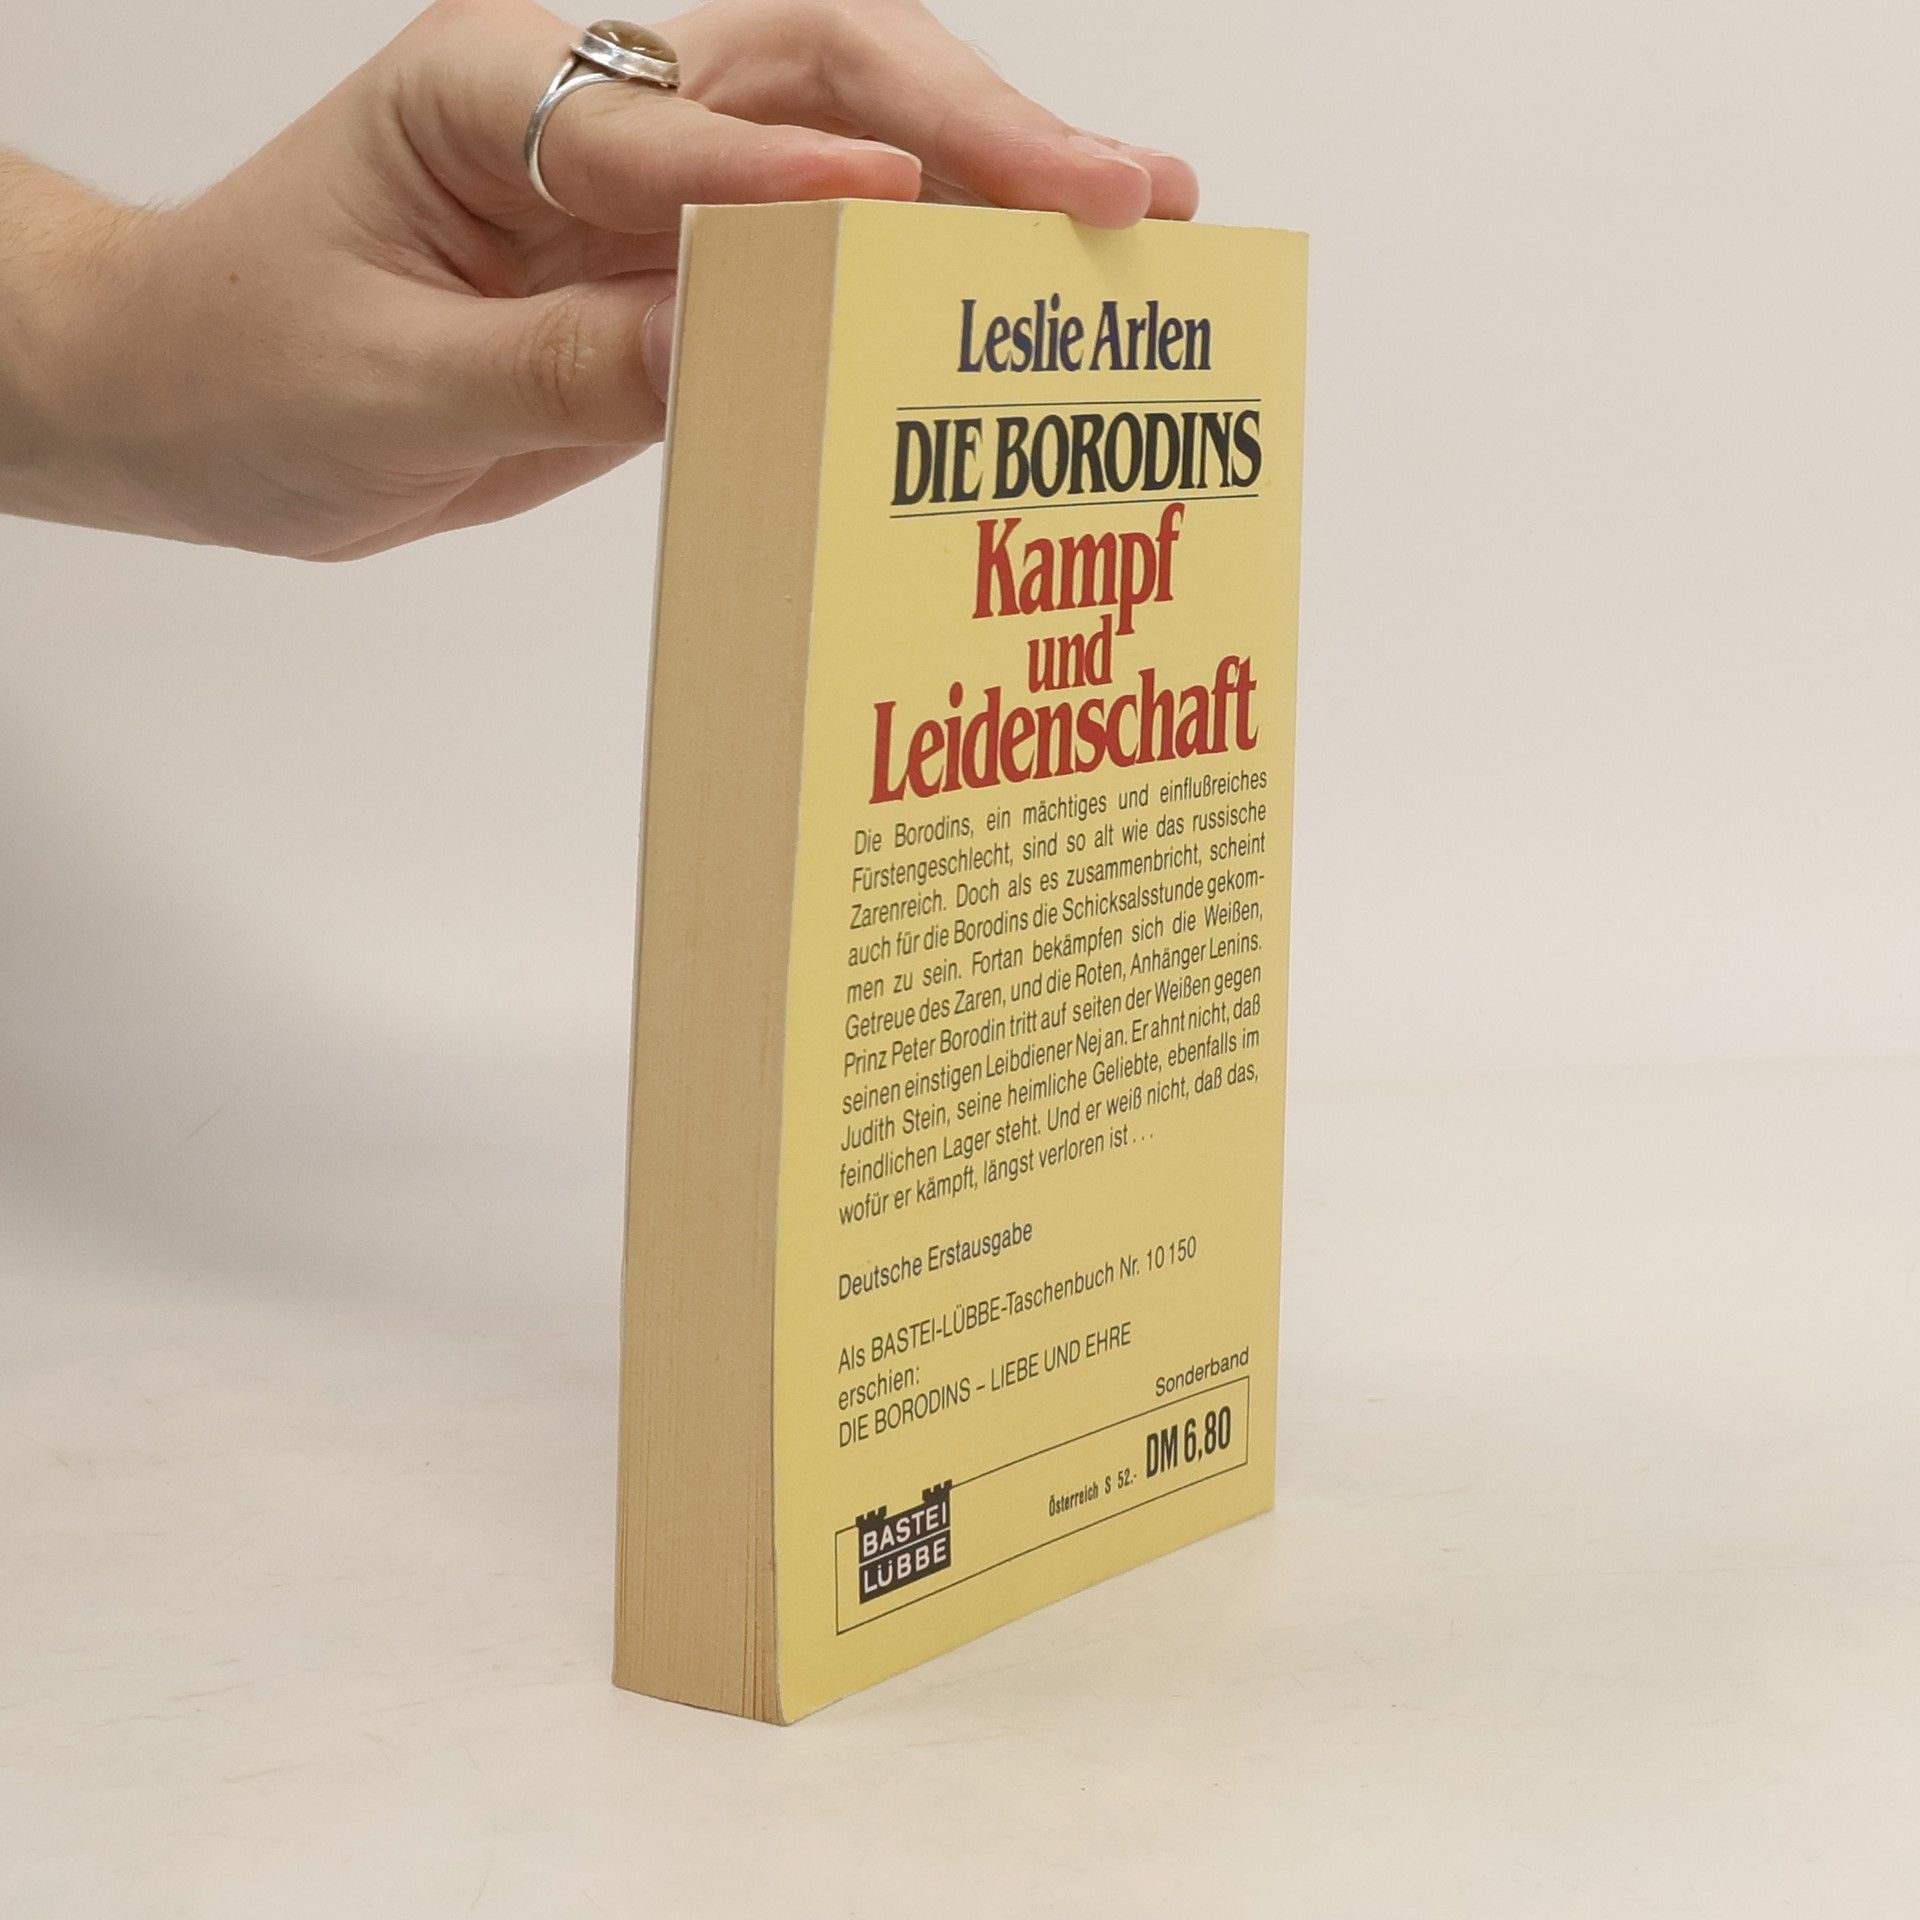 Leslie Arlen
DIE BORODINS
Kampf
und
Leidenschaft
Die Borodins, ein mächtiges und einflußreiches
Fürstengeschlecht, sind so alt wie das russische
Zarenreich. Doch als es zusammenbricht, scheint
auch für die Borodins die Schicksalsstunde gekom-
men zu sein. Fortan bekämpfen sich die Weißen,
Getreue des Zaren, und die Roten, Anhänger Lenins.
Prinz Peter Borodin tritt auf seiten der Weißen gegen
seinen einstigen Leibdiener Nej an. Er ahnt nicht, daß
Judith Stein, seine heimliche Geliebte, ebenfalls im
feindlichen Lager steht. Und er weiß nicht, daß das,
wofür er kämpft, längst verloren ist . . .
Deutsche Erstausgabe
Als BASTEI-LÜBBE-Taschenbuch Nr. 10 150
erschien:
DIE BORODINS – LIEBE UND EHRE
Sonderband
Österreich S 52.- DM 6,80
BASTEI
LÜBBE